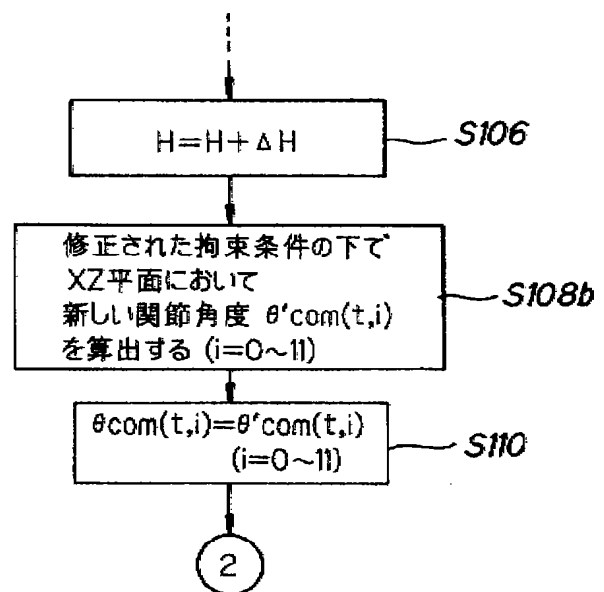 H=H+ΔH
S106
修正された拘束条件の下で
XZ平面において
新しい関節角度 θ'com(t,i)
を算出する (i=0~11)
S108b
θcom(t,i)=θ'com(t,i)
(i=0~11)
S110
2